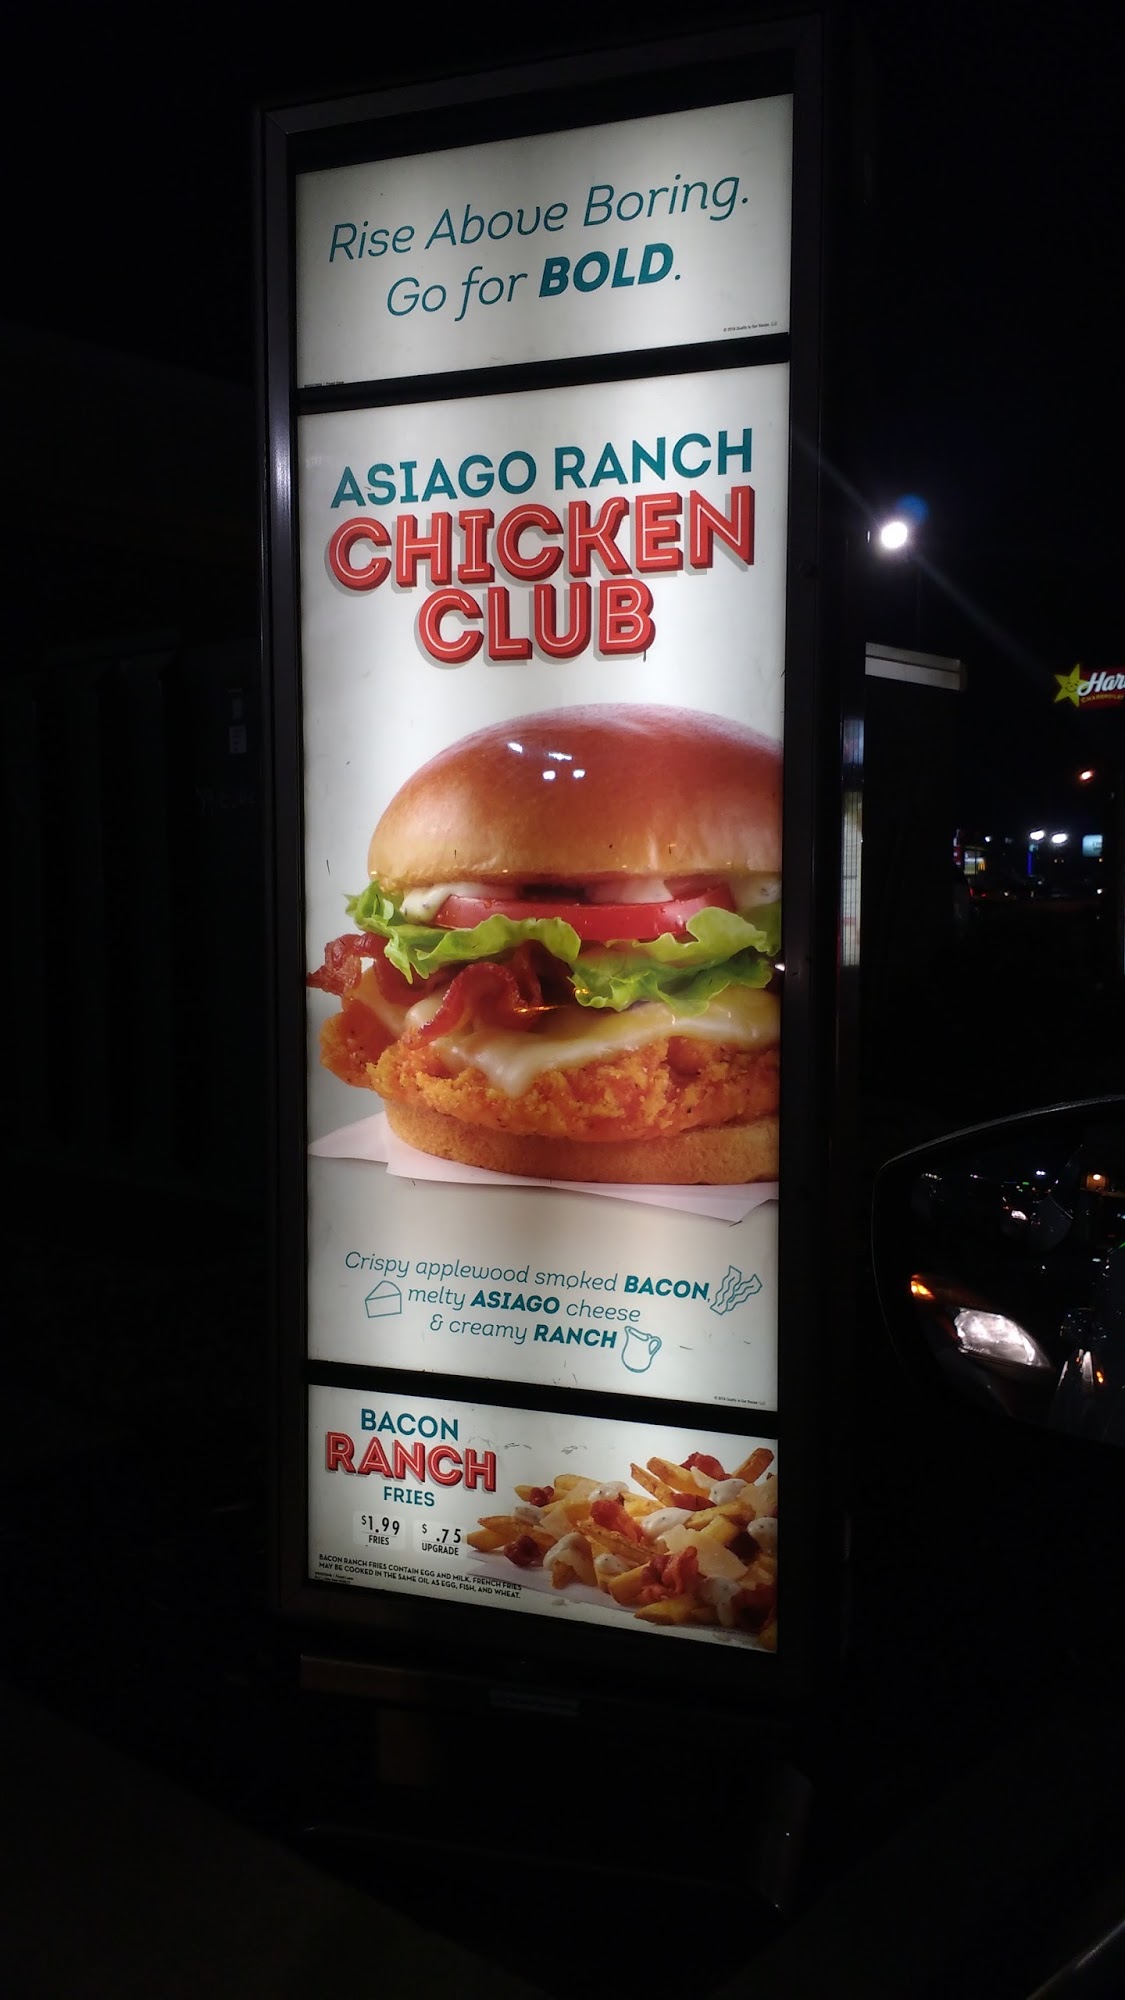 Rise Above Boring.
Go for BOLD.
ASIAGO RANCH
CHICKEN
CLUB
Crispy applewood smoked BACON,
melty ASIAGO cheese
& creamy RANCH
BACON
RANCH
FRIES
$1.99
FRIES
$.75
UPGRADE
BACON RANCH FRIES CONTAIN EGG AND MILK. FRENCH FRIES
MAY BE COOKED IN THE SAME OIL AS EGG, FISH, AND WHEAT.